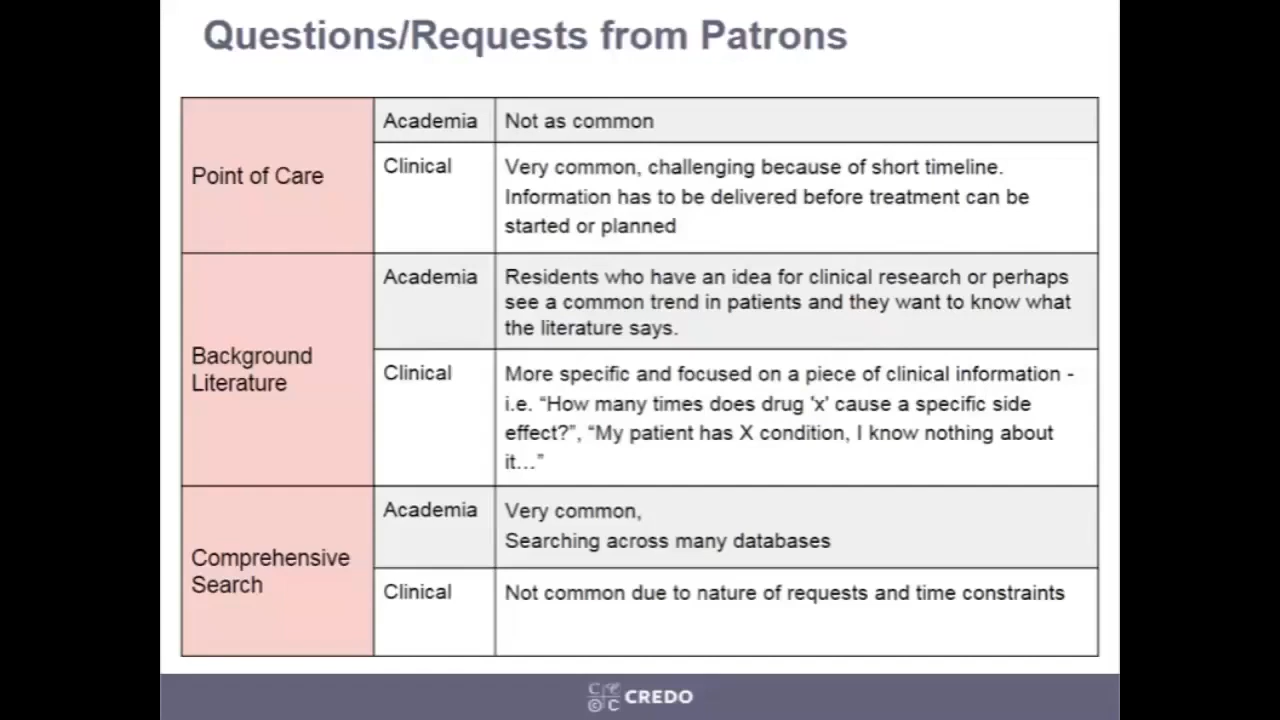 Questions/Requests from Patrons
Point of Care
Academia
Not as common
Clinical
Very common, challenging because of short timeline.
Information has to be delivered before treatment can be
started or planned
Background
Literature
Academia
Residents who have an idea for clinical research or perhaps
see a common trend in patients and they want to know what
the literature says.
Clinical
More specific and focused on a piece of clinical information -
i.e. “How many times does drug 'x' cause a specific side
effect?”, “My patient has X condition, I know nothing about
it...”
Comprehensive
Search
Academia
Very common,
Searching across many databases
Clinical
Not common due to nature of requests and time constraints
CREDO